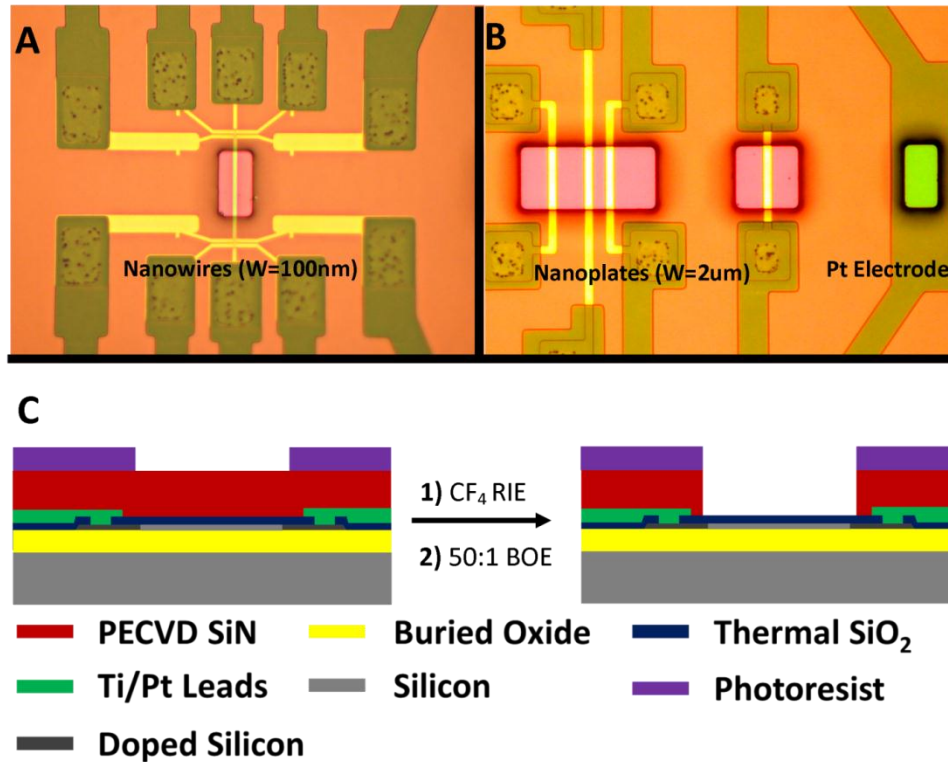 A
B
Nanowires (W=100nm)
Nanoplates (W=2um)
Pt Electrode
C
1) CF₄ RIE
2) 50:1 BOE
PECVD SiN
Buried Oxide
Thermal SiO₂
Ti/Pt Leads
Silicon
Photoresist
Doped Silicon